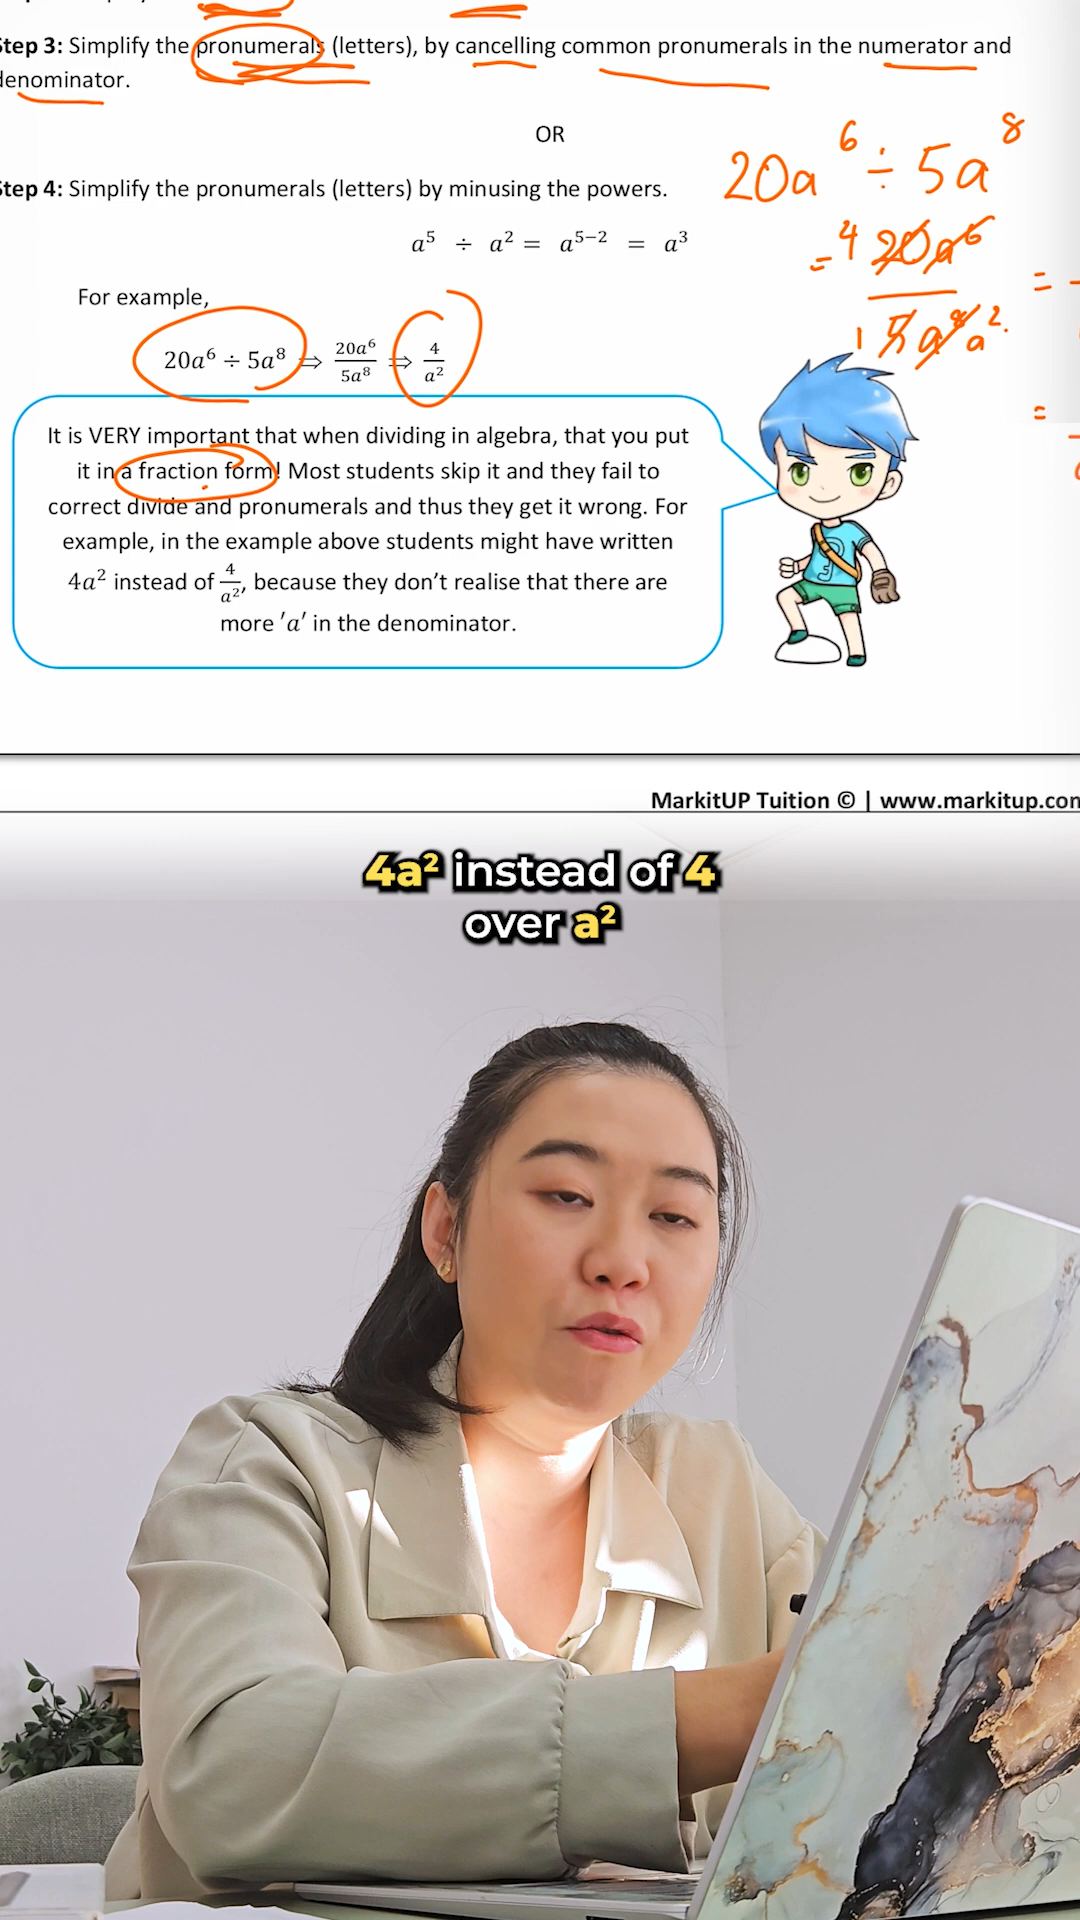 Step 3: Simplify the pronumerals (letters), by cancelling common pronumerals in the numerator and
denominator.
OR
Step 4: Simplify the pronumerals (letters) by minusing the powers.
a⁵ ÷ a² = a⁵⁻² = a³
For example,
20a⁶ ÷ 5a⁸ ⇒ 20a⁶/5a⁸ ⇒ 4/a²
20a⁶ ÷ 5a⁸
= 4 20a⁶
1 5a⁸ a²
=
=
It is VERY important that when dividing in algebra, that you put
it in a fraction form! Most students skip it and they fail to
correct divide and pronumerals and thus they get it wrong. For
example, in the example above students might have written
4a² instead of 4/a², because they don't realise that there are
more 'a' in the denominator.
MarkitUP Tuition © | www.markitup.com
4a² instead of 4
over a²